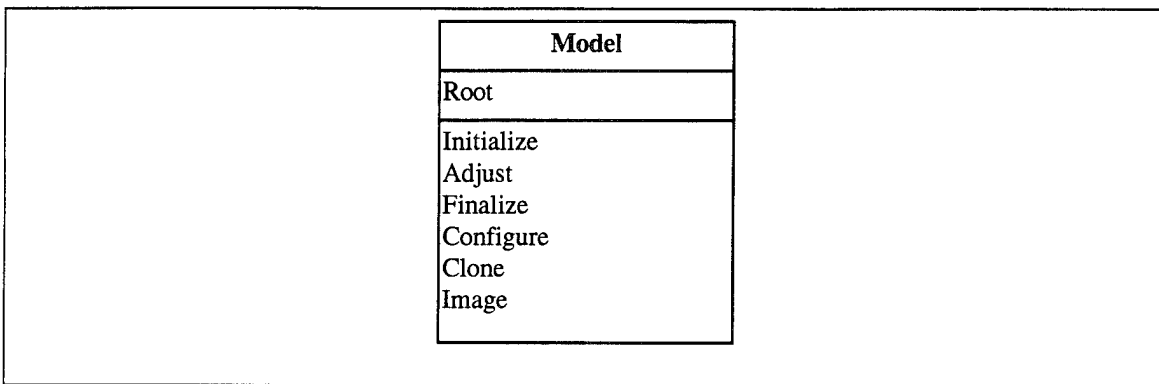 Model
Root
Initialize
Adjust
Finalize
Configure
Clone
Image